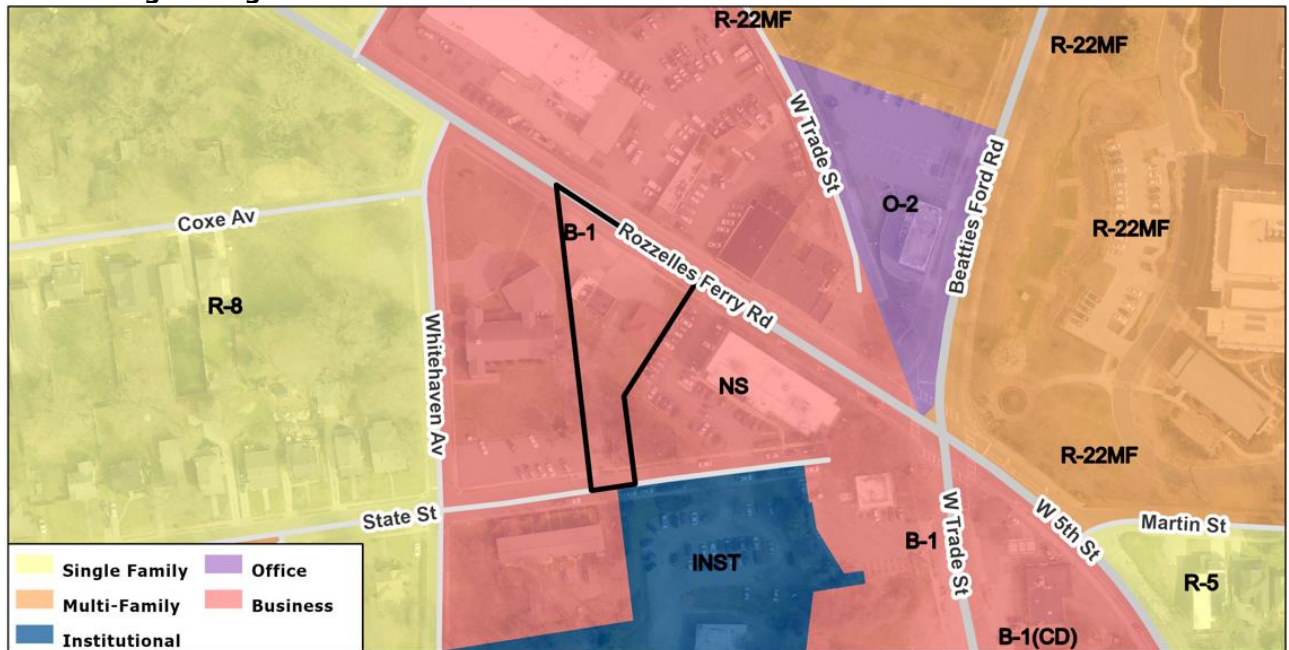 R-22MF
R-22MF
W Trade St
O-2
Beatties Ford Rd
R-22MF
Coxe Av
B-1
Rozzelles Ferry Rd
R-8
Whitehaven Av
NS
R-22MF
State St
W Trade St
W 5th St
Martin St
B-1
INST
R-5
B-1(CD)
Single Family
Office
Multi-Family
Business
Institutional